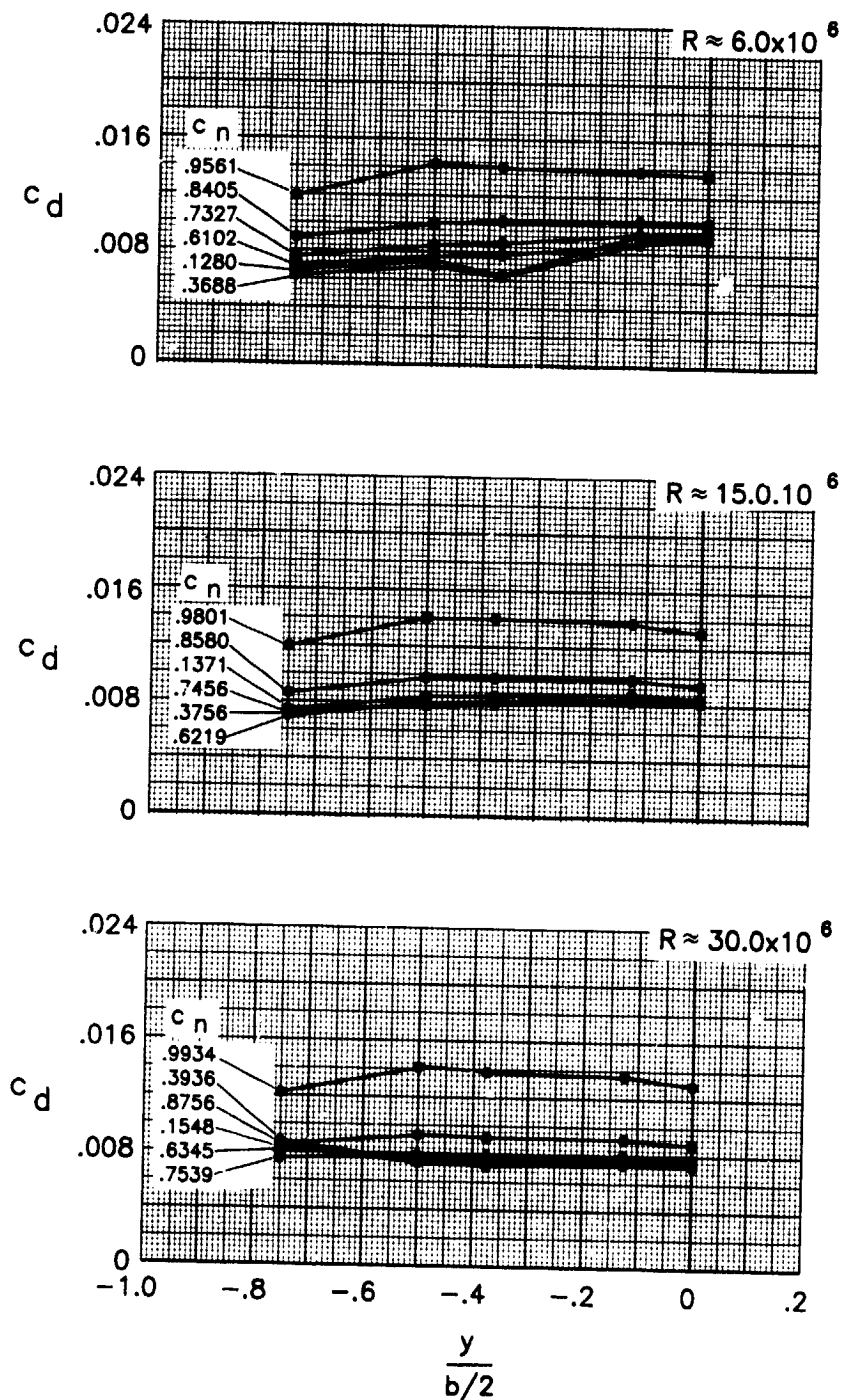 .024
R ≈ 6.0x10 6
.016
c n
.9561
.8405
.7327
.6102
.1280
.3688
c d
.008
0
.024
R ≈ 15.0.10 6
.016
c n
.9801
.8580
.1371
.7456
.3756
.6219
c d
.008
0
.024
R ≈ 30.0x10 6
.016
c n
.9934
.3936
.8756
.1548
.6345
.7539
c d
.008
0
-1.0 -.8 -.6 -.4 -.2 0 .2
y
b/2